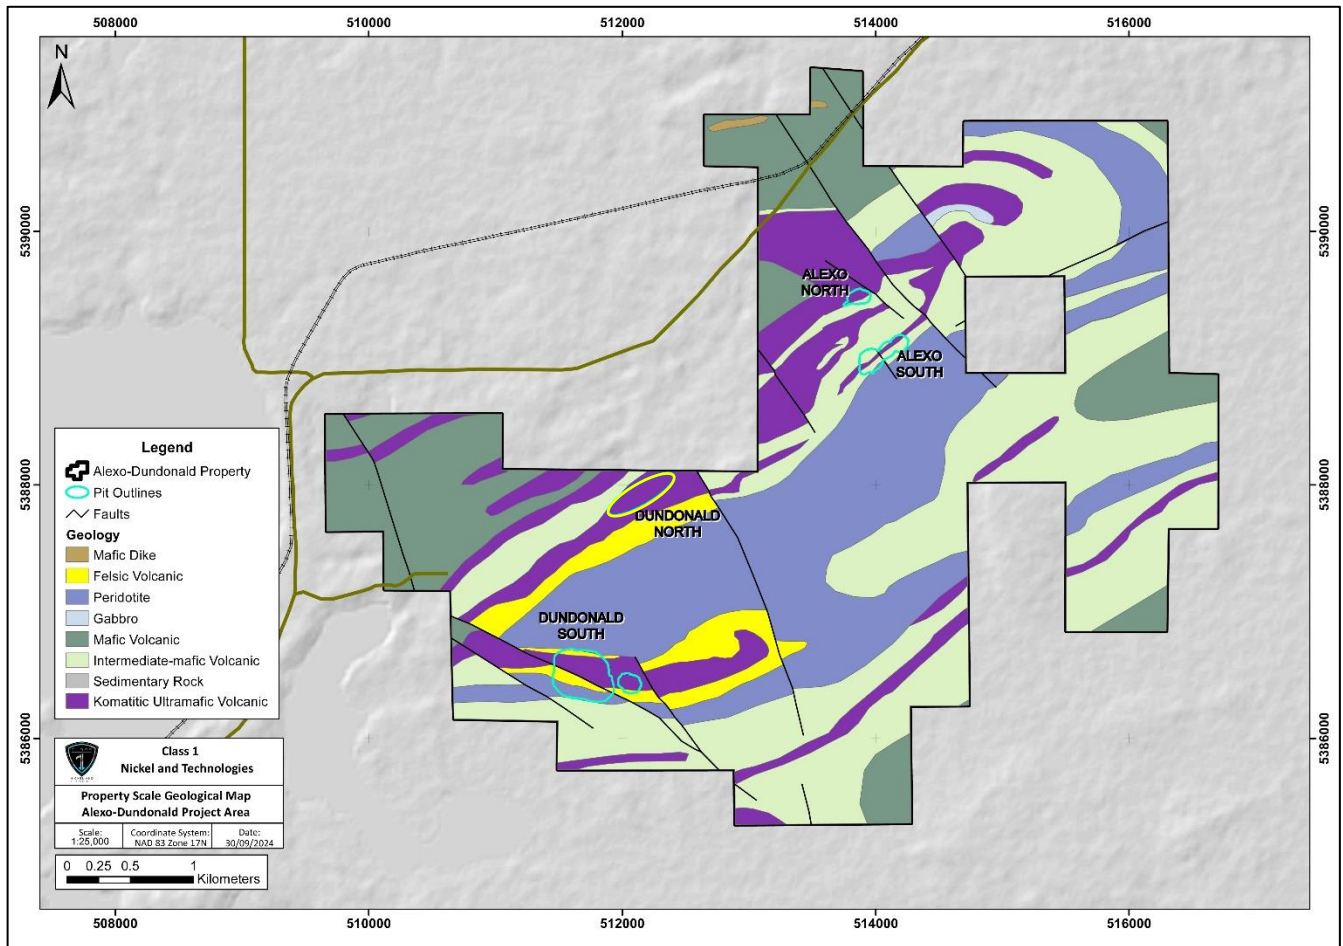 508000 510000 512000 514000 516000
N
5390000
5388000
5386000
5390000
5388000
5386000
ALEXO
NORTH
ALEXO
SOUTH
DUNDONALD
NORTH
DUNDONALD
SOUTH
Legend
Alexo-Dundonald Property
Pit Outlines
Faults
Geology
Mafic Dike
Felsic Volcanic
Peridotite
Gabbro
Mafic Volcanic
Intermediate-mafic Volcanic
Sedimentary Rock
Komatitic Ultramafic Volcanic
Class 1
Nickel and Technologies
Property Scale Geological Map
Alexo-Dundonald Project Area
Scale: Coordinate System: Date:
1:25,000 NAD 83 Zone 17N 30/09/2024
0 0.25 0.5 1
Kilometers
508000 510000 512000 514000 516000